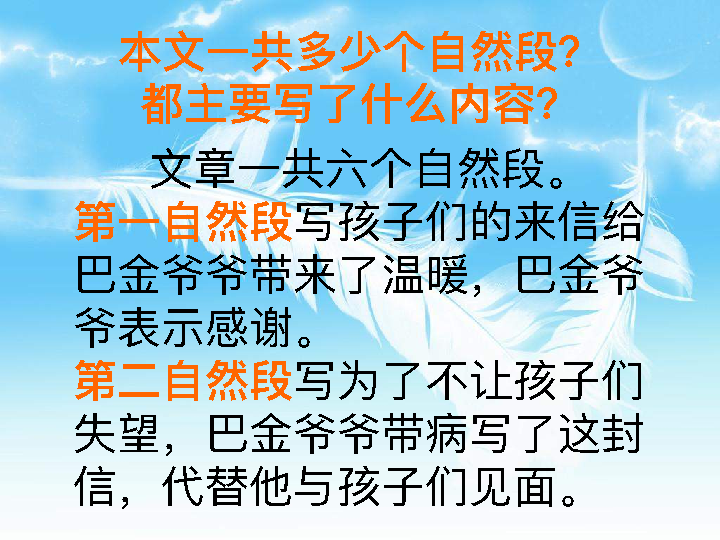 本文一共多少个自然段?
都主要写了什么内容?
文章一共六个自然段。
第一自然段写孩子们的来信给
巴金爷爷带来了温暖，巴金爷
爷表示感谢。
第二自然段写为了不让孩子们
失望，巴金爷爷带病写了这封
信，代替他与孩子们见面。